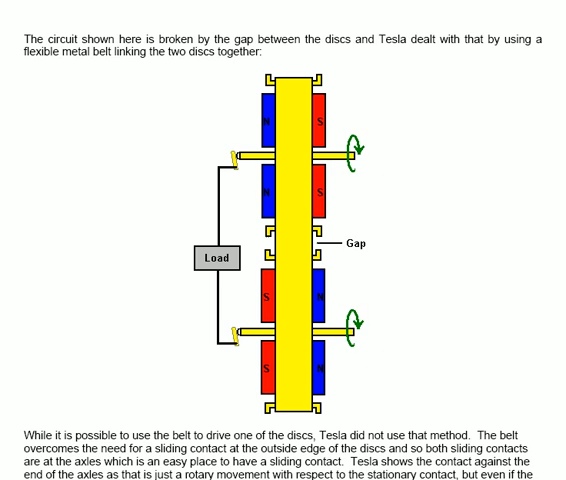 The circuit shown here is broken by the gap between the discs and Tesla dealt with that by using a
flexible metal belt linking the two discs together:
N
S
N
S
Gap
Load
S
N
S
N
While it is possible to use the belt to drive one of the discs, Tesla did not use that method. The belt
overcomes the need for a sliding contact at the outside edge of the discs and so both sliding contacts
are at the axles which is an easy place to have a sliding contact. Tesla shows the contact against the
end of the axles as that is just a rotary movement with respect to the stationary contact, but even if the